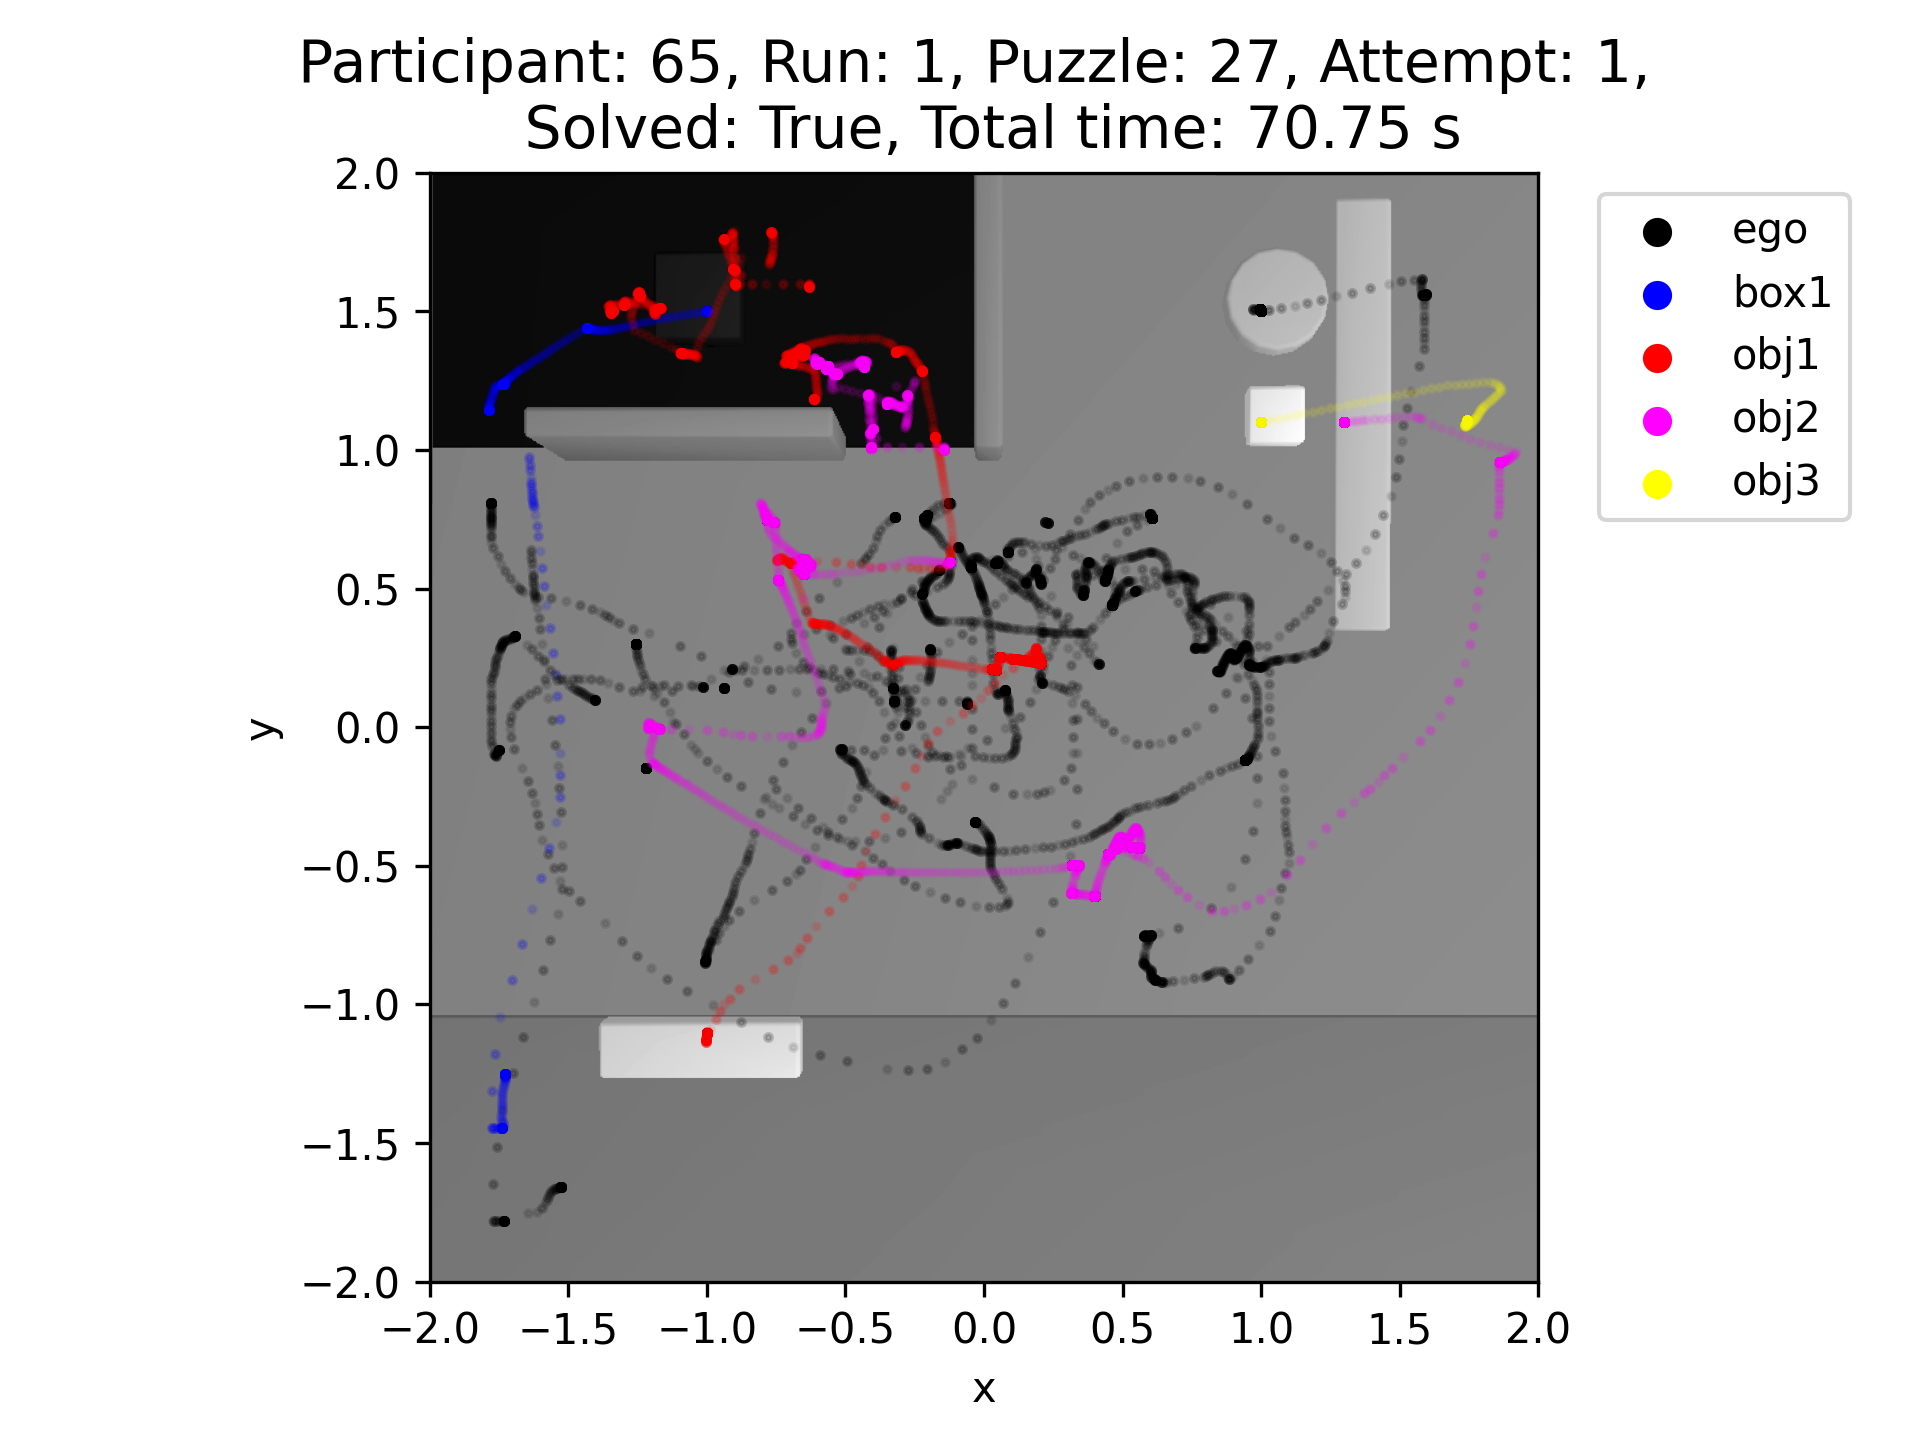 Participant: 65, Run: 1, Puzzle: 27, Attempt: 1,
Solved: True, Total time: 70.75 s
2.0
1.5
1.0
0.5
0.0
−0.5
−1.0
−1.5
−2.0
y
−2.0 −1.5 −1.0 −0.5 0.0 0.5 1.0 1.5 2.0
x
ego
box1
obj1
obj2
obj3